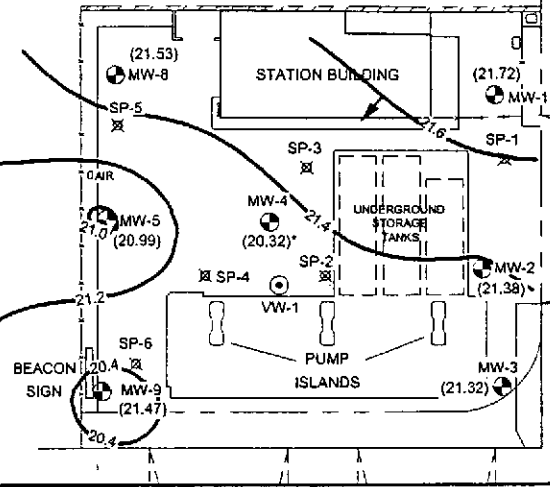 (21.53)
MW-8
STATION BUILDING
(21.72)
MW-1
SP-5
21.6
SP-1
SP-3
AIR
MW-4
(20.32)*
21.4
UNDERGROUND
STORAGE
TANKS
MW-5
(20.99)
21.0
SP-4
SP-2
MW-2
(21.38)
VW-1
21.2
SP-6
BEACON
SIGN
20.4
MW-9
(21.47)
20.4
PUMP
ISLANDS
MW-3
(21.32)